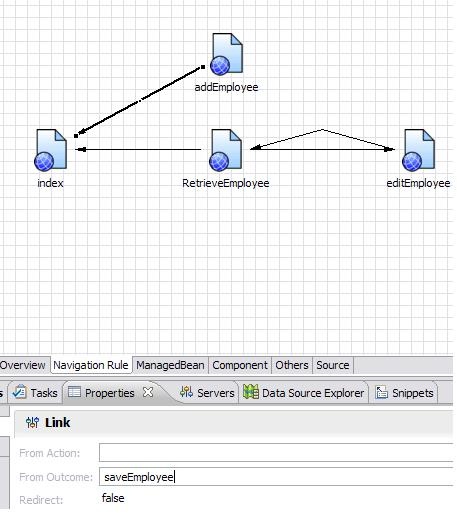 addEmployee
index
RetrieveEmployee
editEmployee
Overview Navigation Rule ManagedBean Component Others Source
s Tasks Properties Servers Data Source Explorer Snippets
Link
From Action:
From Outcome: saveEmployee
Redirect: false